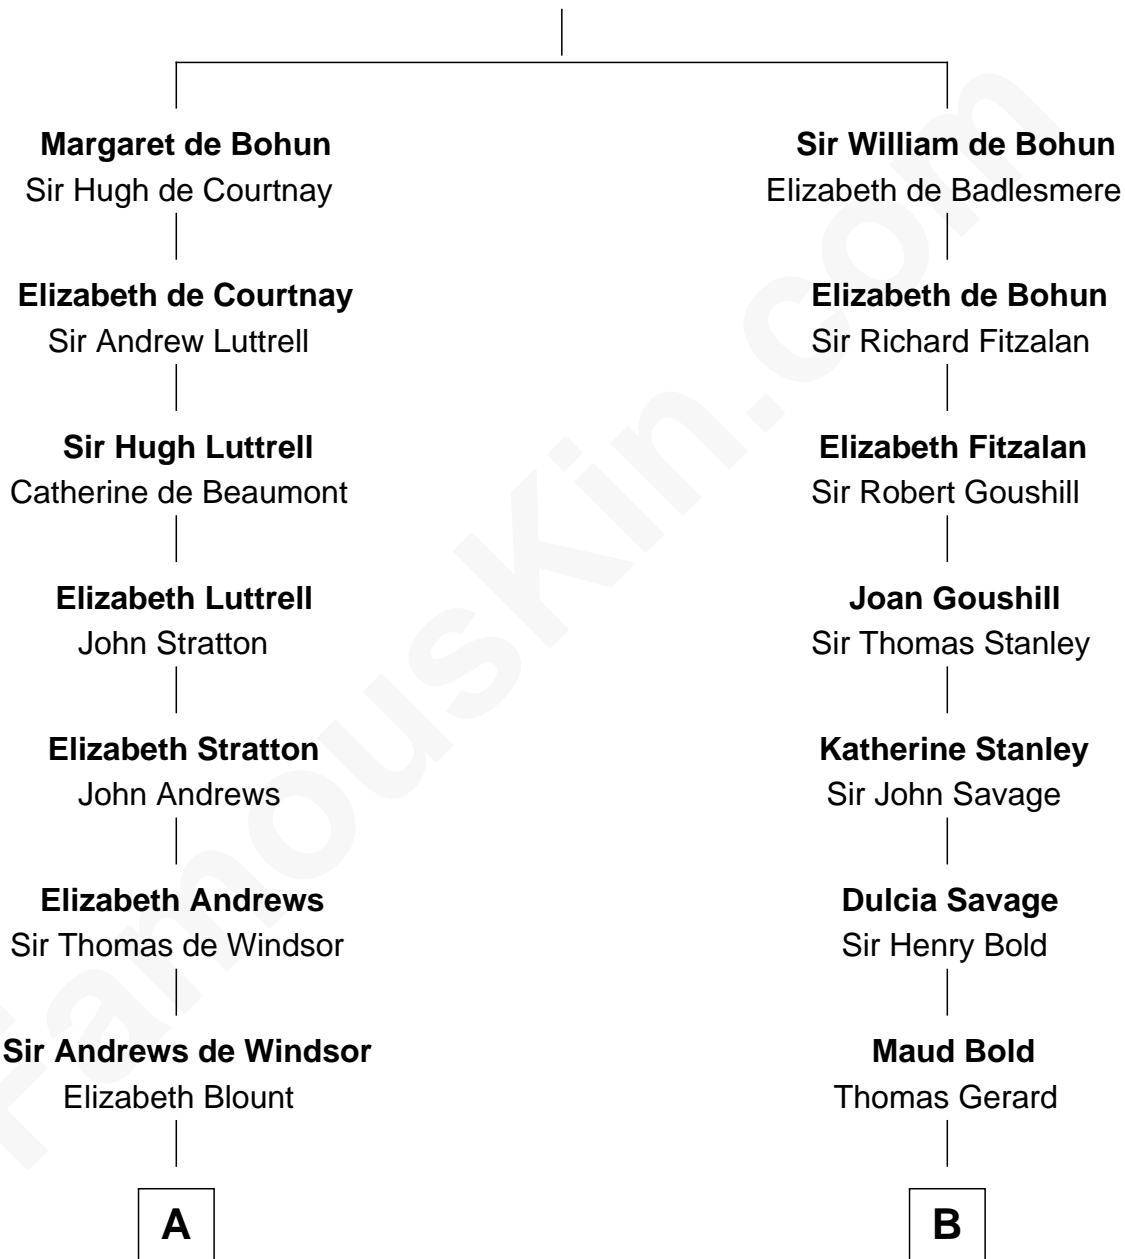 Margaret de Bohun
Sir Hugh de Courtnay
Elizabeth de Courtnay
Sir Andrew Luttrell
Sir Hugh Luttrell
Catherine de Beaumont
Elizabeth Luttrell
John Stratton
Elizabeth Stratton
John Andrews
Elizabeth Andrews
Sir Thomas de Windsor
Sir Andrews de Windsor
Elizabeth Blount
A
Sir William de Bohun
Elizabeth de Badlesmere
Elizabeth de Bohun
Sir Richard Fitzalan
Elizabeth Fitzalan
Sir Robert Goushill
Joan Goushill
Sir Thomas Stanley
Katherine Stanley
Sir John Savage
Dulcia Savage
Sir Henry Bold
Maud Bold
Thomas Gerard
B
FamousKin.com